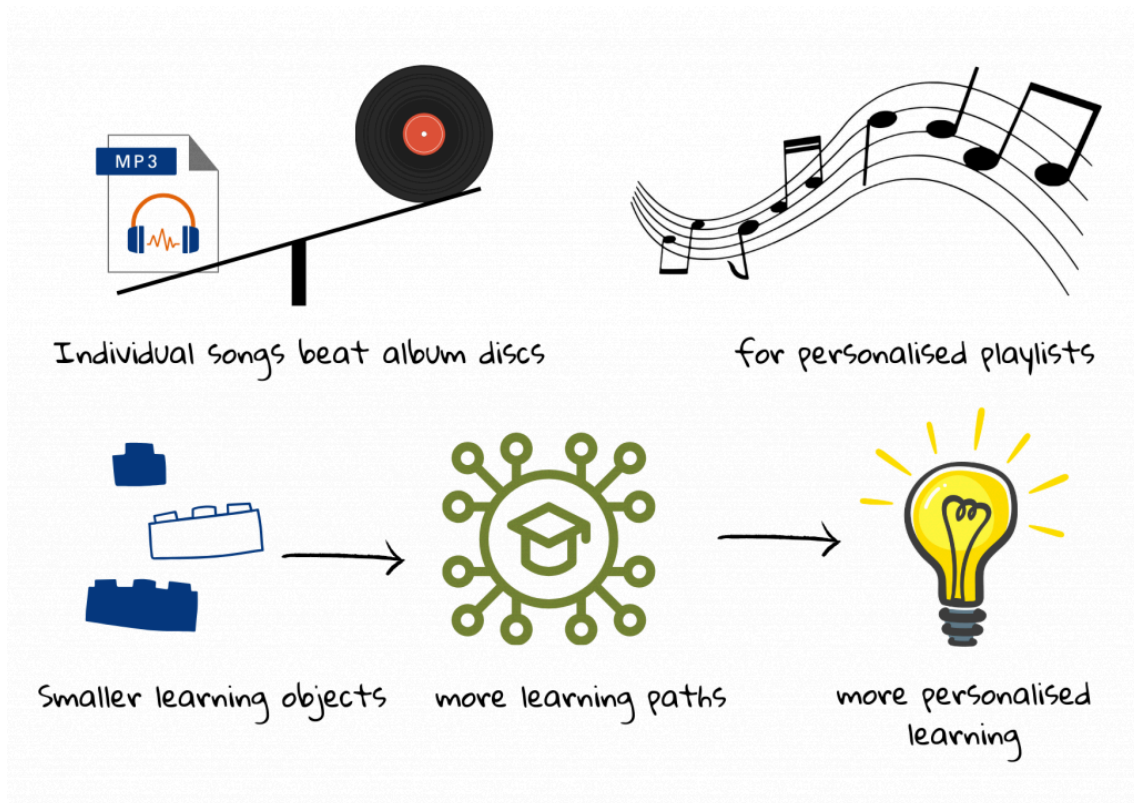 MP3
Individual songs beat album discs
for personalised playlists
Smaller learning objects
more learning paths
more personalised
learning